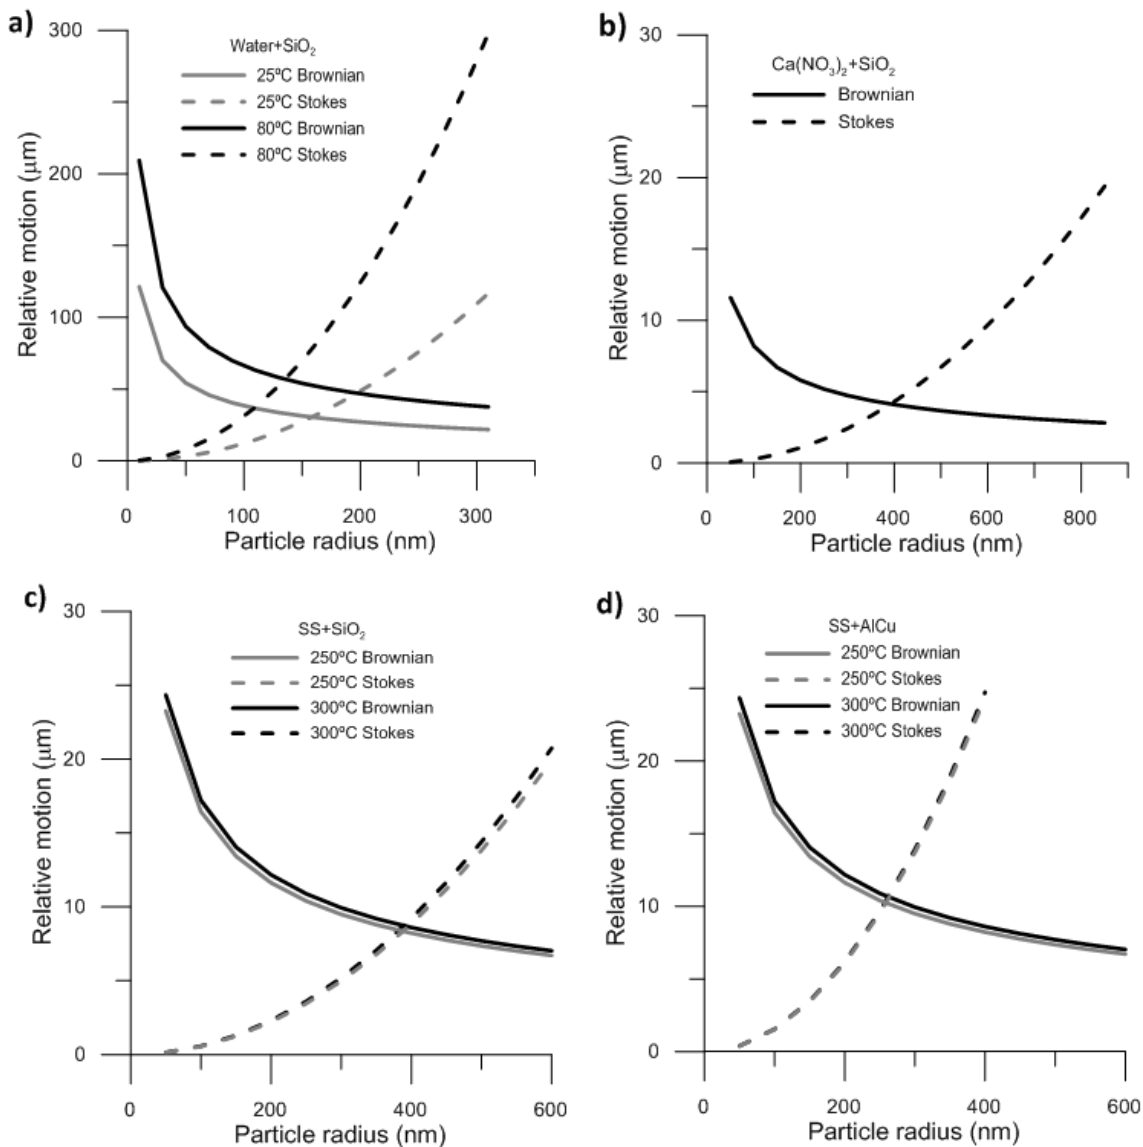 a)
Water+SiO₂
25ºC Brownian
25ºC Stokes
80ºC Brownian
80ºC Stokes
Relative motion (μm)
300
200
100
0
0 100 200 300
Particle radius (nm)
b)
Ca(NO₃)₂+SiO₂
Brownian
Stokes
Relative motion (μm)
30
20
10
0
0 200 400 600 800
Particle radius (nm)
c)
SS+SiO₂
250ºC Brownian
250ºC Stokes
300ºC Brownian
300ºC Stokes
Relative motion (μm)
30
20
10
0
0 200 400 600
Particle radius (nm)
d)
SS+AlCu
250ºC Brownian
250ºC Stokes
300ºC Brownian
300ºC Stokes
Relative motion (μm)
30
20
10
0
0 200 400 600
Particle radius (nm)